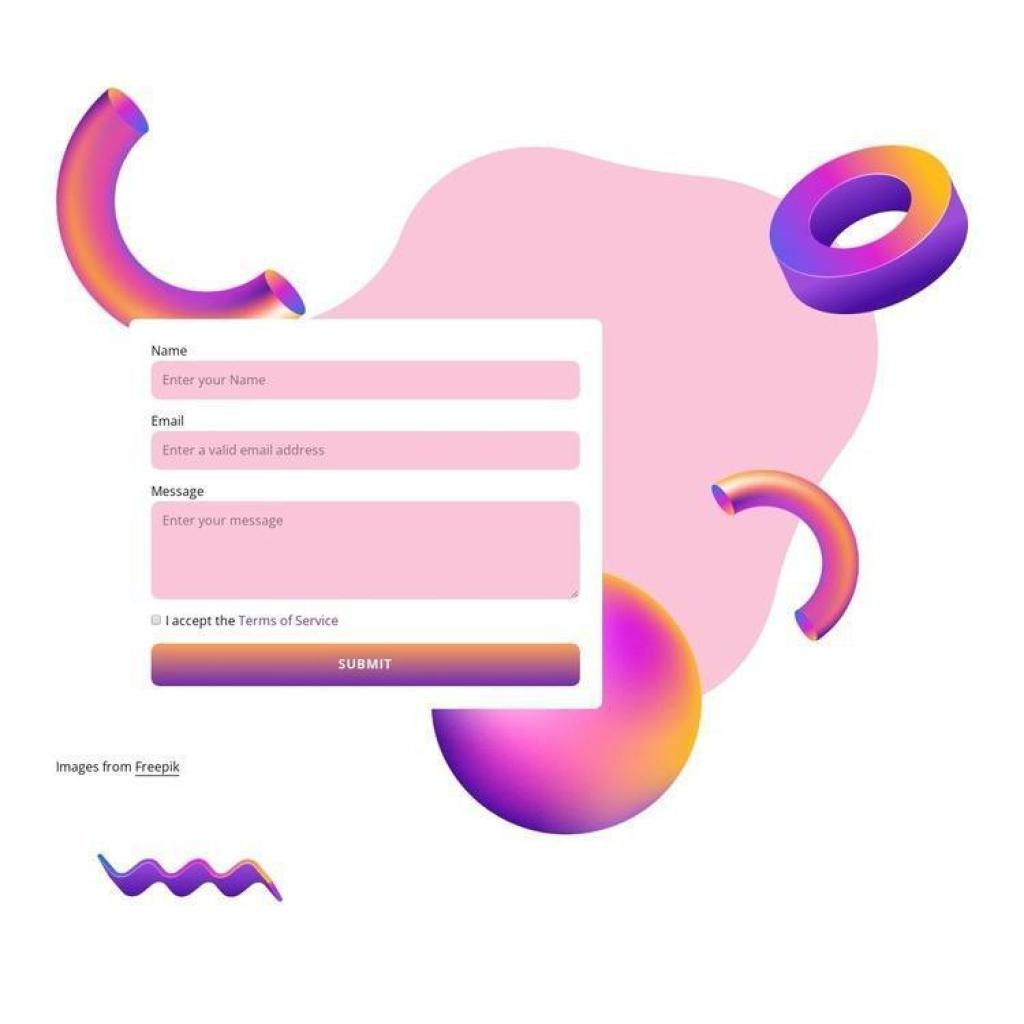 Name
Enter your Name
Email
Enter a valid email address
Message
Enter your message
I accept the Terms of Service
SUBMIT
Images from Freepik